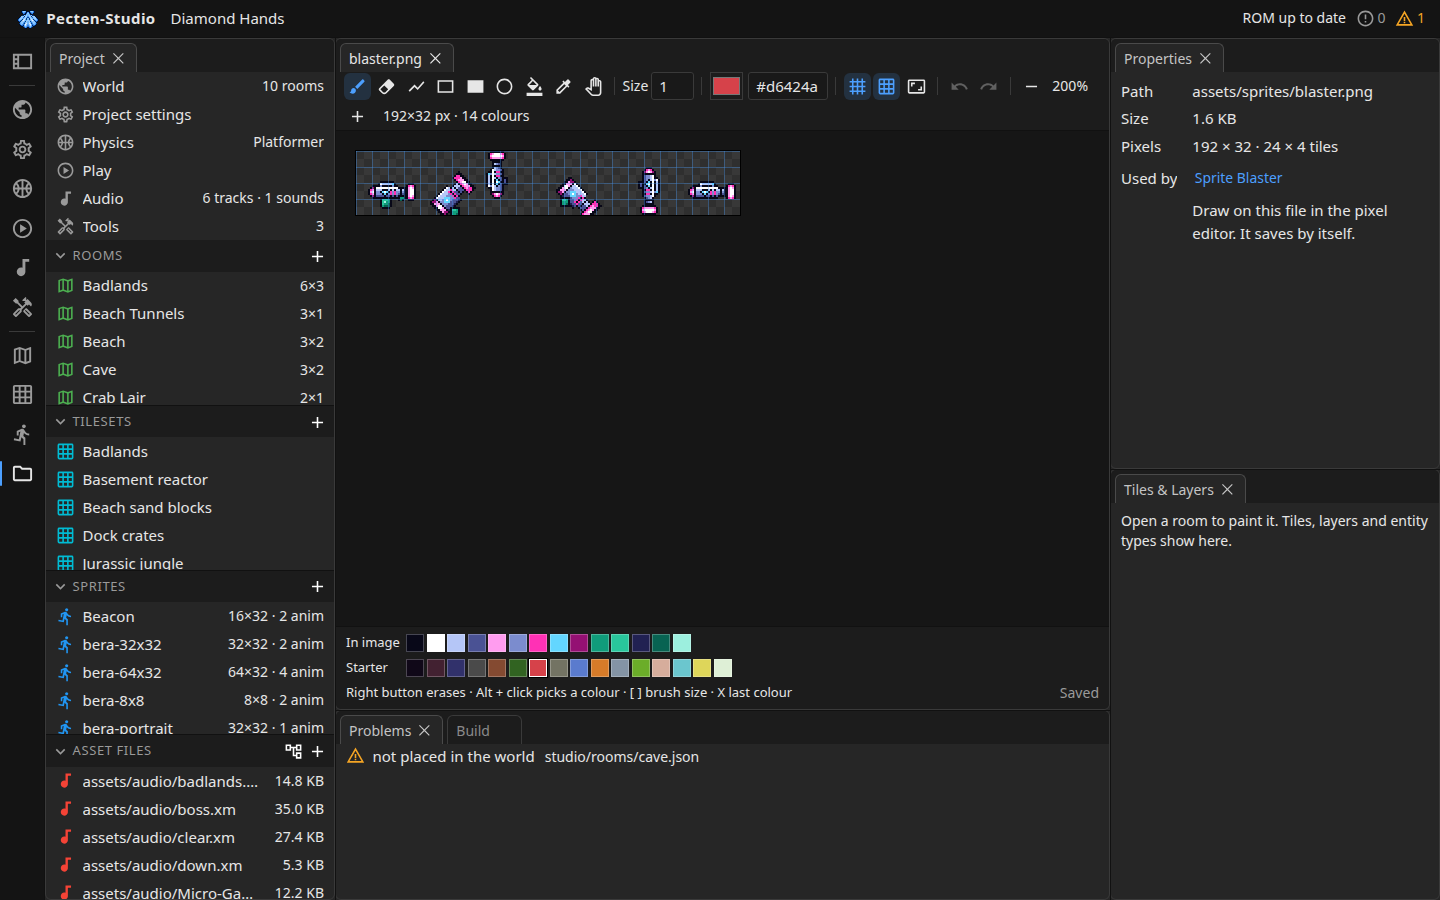 Pecten-Studio Diamond Hands
ROM up to date 0 1
Project
World 10 rooms
Project settings
Physics Platformer
Play
Audio 6 tracks · 1 sounds
Tools 3
ROOMS
Badlands 6×3
Beach Tunnels 3×1
Beach 3×2
Cave 3×2
Crab Lair 2×1
TILESETS
Badlands
Basement reactor
Beach sand blocks
Dock crates
Jurassic jungle
SPRITES
Beacon 16×32 · 2 anim
bera-32x32 32×32 · 2 anim
bera-64x32 64×32 · 4 anim
bera-8x8 8×8 · 2 anim
bera-portrait 32×32 · 1 anim
ASSET FILES
assets/audio/badlands.... 14.8 KB
assets/audio/boss.xm 35.0 KB
assets/audio/clear.xm 27.4 KB
assets/audio/down.xm 5.3 KB
assets/audio/Micro-Ga... 12.2 KB
blaster.png
Size 1 #d6424a 200%
192×32 px · 14 colours
In image
Starter
Right button erases · Alt + click picks a colour · [ ] brush size · X last colour Saved
Problems Build
not placed in the world studio/rooms/cave.json
Properties
Path assets/sprites/blaster.png
Size 1.6 KB
Pixels 192 × 32 · 24 × 4 tiles
Used by Sprite Blaster
Draw on this file in the pixel
editor. It saves by itself.
Tiles & Layers
Open a room to paint it. Tiles, layers and entity
types show here.